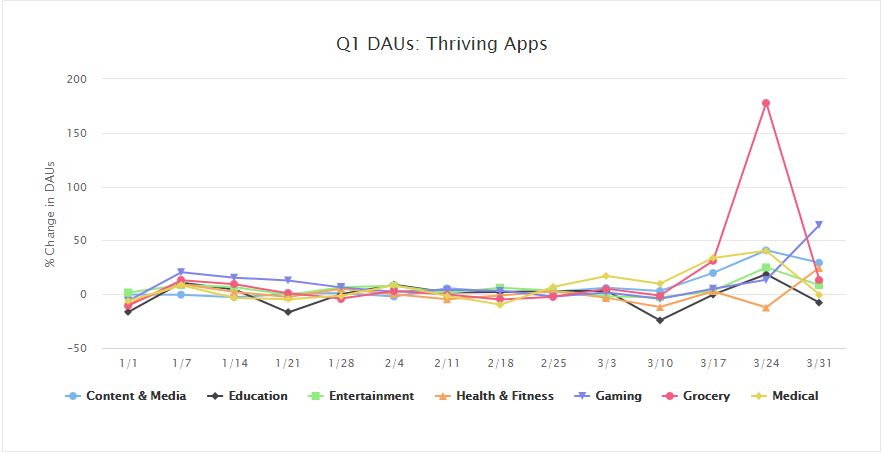 Q1 DAUs: Thriving Apps
% Change in DAUs
200
150
100
50
0
−50
1/1 1/7 1/14 1/21 1/28 2/4 2/11 2/18 2/25 3/3 3/10 3/17 3/24 3/31
Content & Media Education Entertainment Health & Fitness Gaming Grocery Medical